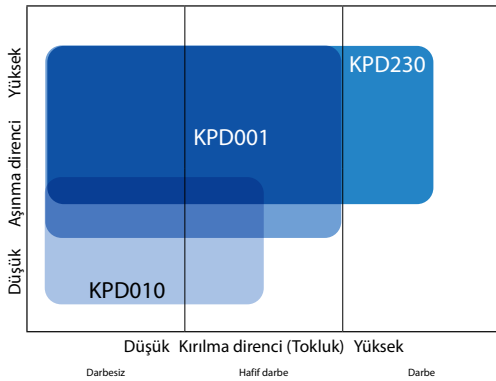 Yüksek
Aşınma direnci
Düşük
KPD230
KPD001
KPD010
Düşük Kırılma direnci (Tokluk) Yüksek
Darbesiz Hafif darbe Darbe